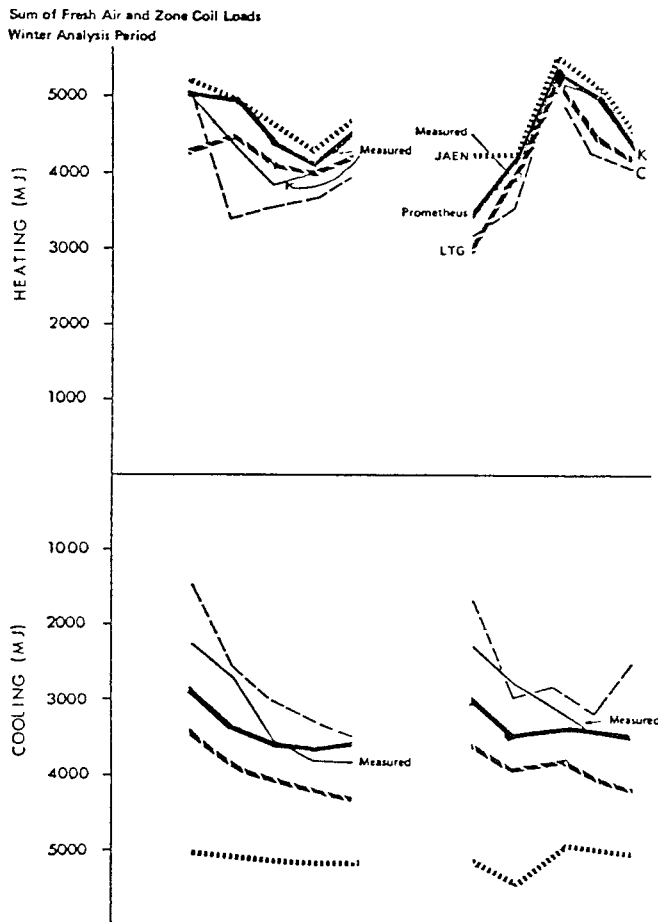 Sum of Fresh Air and Zone Coil Loads
Winter Analysis Period
HEATING (MJ)
5000
4000
3000
2000
1000
Measured
K
Measured
JAEN
Prometheus
LTG
K
C
COOLING (MJ)
1000
2000
3000
4000
5000
Measured
Measured